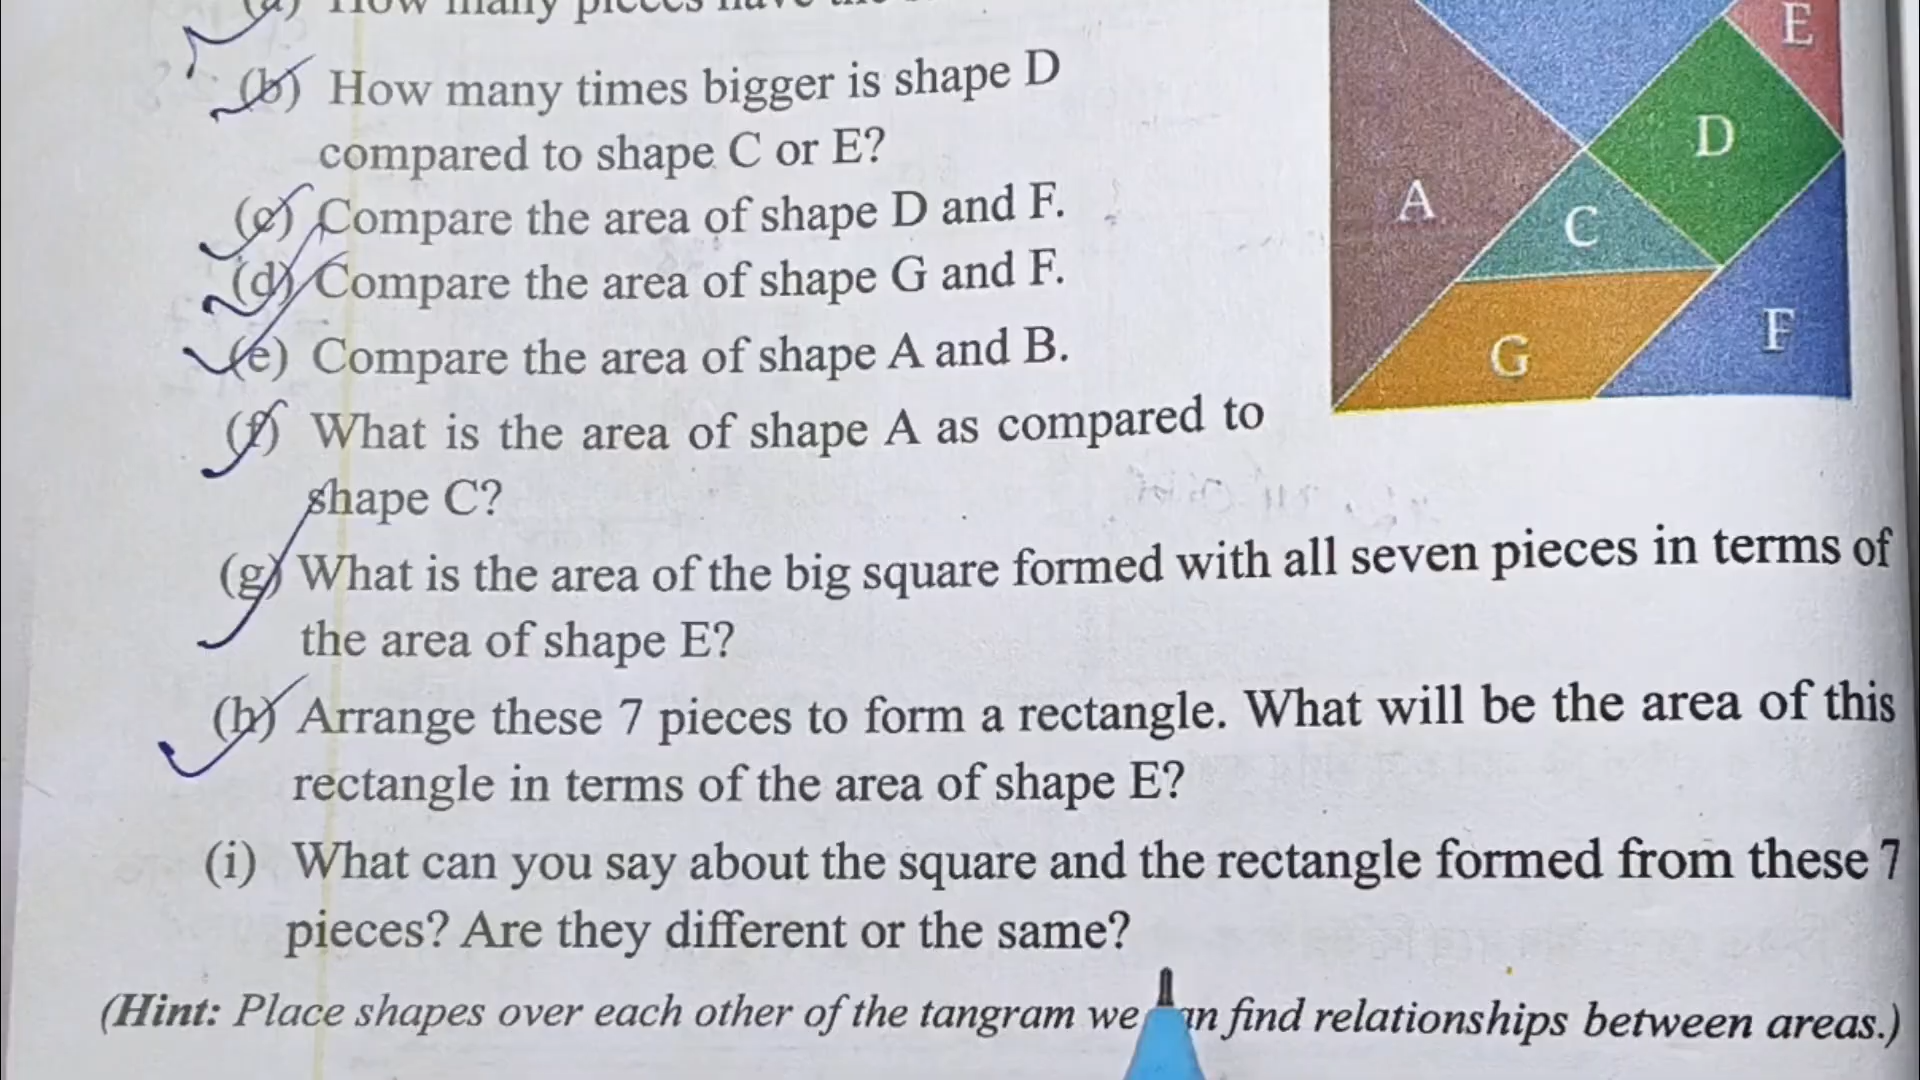 (a) How many pieces have the
(b) How many times bigger is shape D
compared to shape C or E?
(c) Compare the area of shape D and F.
(d) Compare the area of shape G and F.
(e) Compare the area of shape A and B.
(f) What is the area of shape A as compared to
shape C?
(g) What is the area of the big square formed with all seven pieces in terms of
the area of shape E?
(h) Arrange these 7 pieces to form a rectangle. What will be the area of this
rectangle in terms of the area of shape E?
(i) What can you say about the square and the rectangle formed from these 7
pieces? Are they different or the same?
(Hint: Place shapes over each other of the tangram we find relationships between areas.)
E
D
A
C
F
G